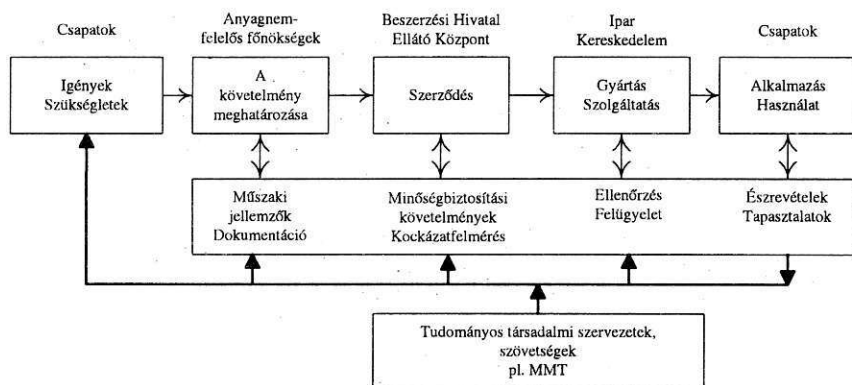 Csapatok
Anyagnem-
felelős főnökségek
Beszerzési Hivatal
Ellátó Központ
Ipar
Kereskedelem
Csapatok
Igények
Szükségletek
A
követelmény
meghatározása
Szerződés
Gyártás
Szolgáltatás
Alkalmazás
Használat
Műszaki
jellemzők
Dokumentáció
Minőségbiztosítási
követelmények
Kockázatfelmérés
Ellenőrzés
Felügyelet
Észrevételek
Tapasztalatok
Tudományos társadalmi szervezetek,
szövetségek
pl. MMT